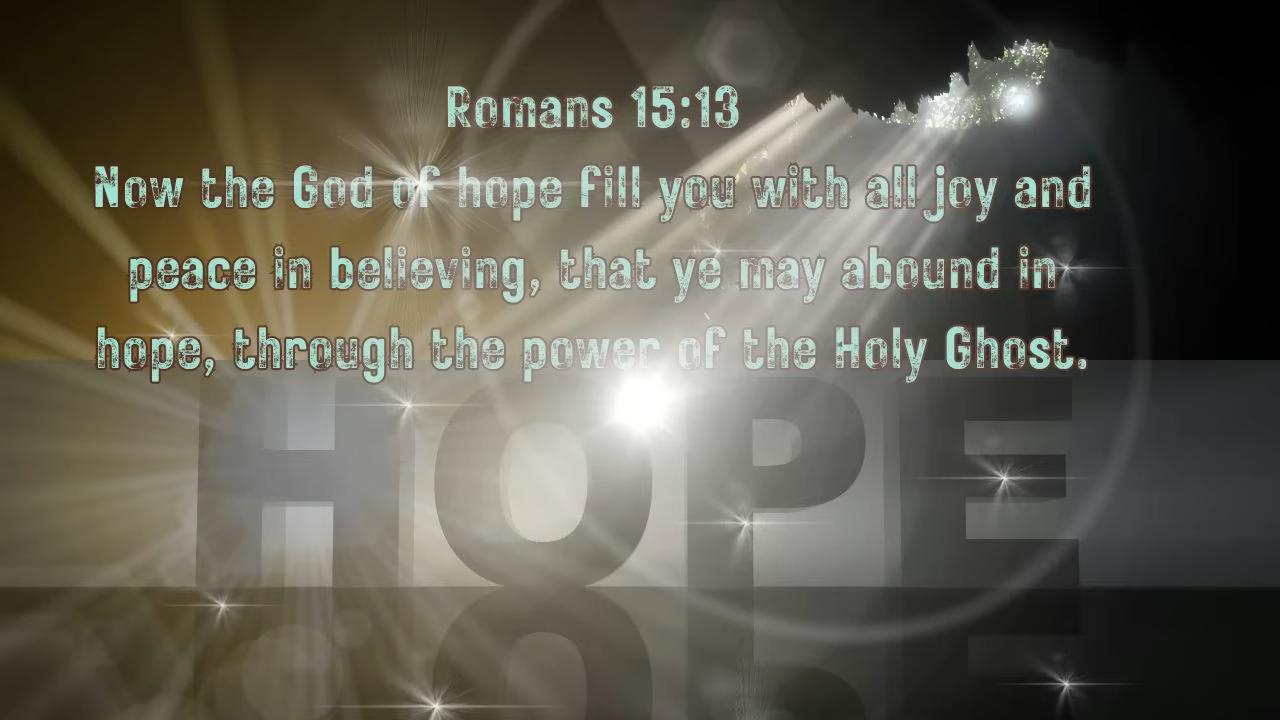 Romans 15:13
Now the God of hope fill you with all joy and
peace in believing, that ye may abound in
hope, through the power of the Holy Ghost.
HOPE